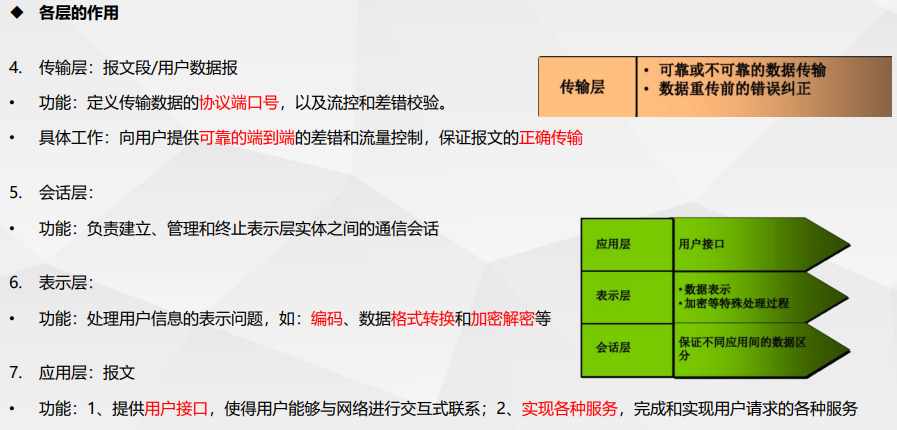 ◆ 各层的作用
4. 传输层：报文段/用户数据报
• 功能：定义传输数据的协议端口号，以及流控和差错校验。
• 具体工作：向用户提供可靠的端到端的差错和流量控制，保证报文的正确传输
传输层
• 可靠或不可靠的数据传输
• 数据重传前的错误纠正
5. 会话层：
• 功能：负责建立、管理和终止表示层实体之间的通信会话
6. 表示层：
• 功能：处理用户信息的表示问题，如：编码、数据格式转换和加密解密等
应用层
用户接口
表示层
• 数据表示
• 加密等特殊处理过程
会话层
保证不同应用间的数据区
分
7. 应用层：报文
• 功能：1、提供用户接口，使得用户能够与网络进行交互式联系；2、实现各种服务，完成和实现用户请求的各种服务